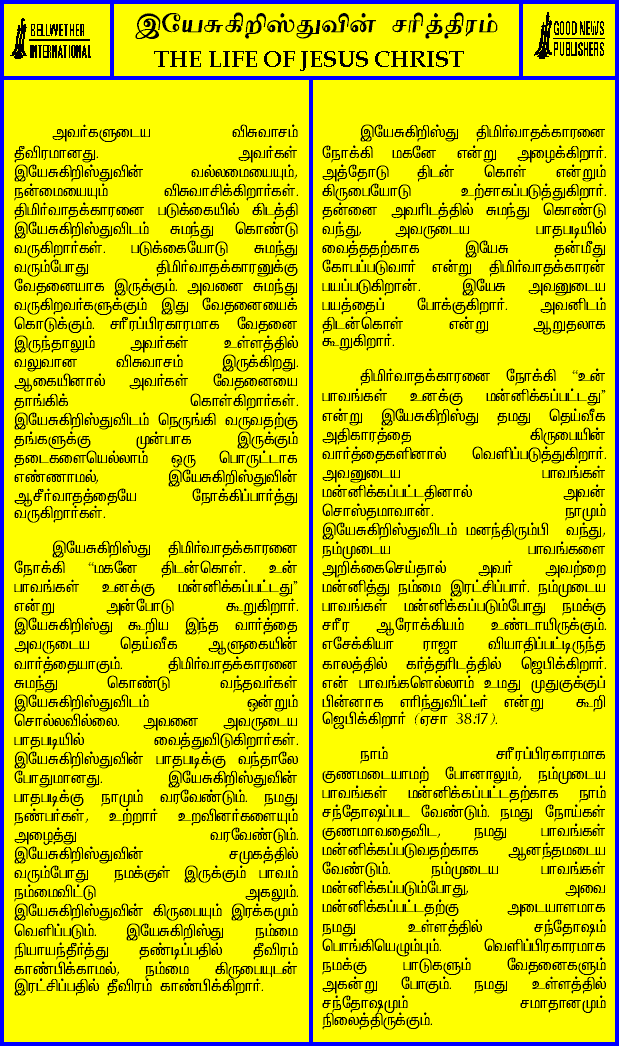 BELLWETHER
INTERNATIONAL
இயேசுகிறிஸ்துவின் சரித்திரம்
THE LIFE OF JESUS CHRIST
GOOD NEWS
PUBLISHERS
அவர்களுடைய விசுவாசம்
தீவிரமானது. அவர்கள்
இயேசுகிறிஸ்துவின் வல்லமையையும்,
நன்மையையும் விசுவாசிக்கிறார்கள்.
திமிர்வாதக்காரனை படுக்கையில் கிடத்தி
இயேசுகிறிஸ்துவிடம் சுமந்து கொண்டு
வருகிறார்கள். படுக்கையோடு சுமந்து
வரும்போது திமிர்வாதக்காரனுக்கு
வேதனையாக இருக்கும். அவனை சுமந்து
வருகிறவர்களுக்கும் இது வேதனையைக்
கொடுக்கும். சரீரப்பிரகாரமாக வேதனை
இருந்தாலும் அவர்கள் உள்ளத்தில்
வலுவான விசுவாசம் இருக்கிறது.
ஆகையினால் அவர்கள் வேதனையை
தாங்கிக் கொள்கிறார்கள்.
இயேசுகிறிஸ்துவிடம் நெருங்கி வருவதற்கு
தங்களுக்கு முன்பாக இருக்கும்
தடைகளையெல்லாம் ஒரு பொருட்டாக
எண்ணாமல், இயேசுகிறிஸ்துவின்
ஆசீர்வாதத்தையே நோக்கிப்பார்த்து
வருகிறார்கள்.
இயேசுகிறிஸ்து திமிர்வாதக்காரனை
நோக்கி “மகனே திடன்கொள். உன்
பாவங்கள் உனக்கு மன்னிக்கப்பட்டது”
என்று அன்போடு கூறுகிறார்.
இயேசுகிறிஸ்து கூறிய இந்த வார்த்தை
அவருடைய தெய்வீக ஆளுகையின்
வார்த்தையாகும். திமிர்வாதக்காரனை
சுமந்து கொண்டு வந்தவர்கள்
இயேசுகிறிஸ்துவிடம் ஒன்றும்
சொல்லவில்லை. அவனை அவருடைய
பாதபடியில் வைத்துவிடுகிறார்கள்.
இயேசுகிறிஸ்துவின் பாதபடிக்கு வந்தாலே
போதுமானது. இயேசுகிறிஸ்துவின்
பாதபடிக்கு நாமும் வரவேண்டும். நமது
நண்பர்கள், உற்றார் உறவினர்களையும்
அழைத்து வரவேண்டும்.
இயேசுகிறிஸ்துவின் சமுகத்தில்
வரும்போது நமக்குள் இருக்கும் பாவம்
நம்மைவிட்டு அகலும்.
இயேசுகிறிஸ்துவின் கிருபையும் இரக்கமும்
வெளிப்படும். இயேசுகிறிஸ்து நம்மை
நியாயந்தீர்த்து தண்டிப்பதில் தீவிரம்
காண்பிக்காமல், நம்மை கிருபையுடன்
இரட்சிப்பதில் தீவிரம் காண்பிக்கிறார்.
இயேசுகிறிஸ்து திமிர்வாதக்காரனை
நோக்கி மகனே என்று அழைக்கிறார்.
அத்தோடு திடன் கொள் என்றும்
கிருபையோடு உற்சாகப்படுத்துகிறார்.
தன்னை அவரிடத்தில் சுமந்து கொண்டு
வந்து, அவருடைய பாதபடியில்
வைத்ததற்காக இயேசு தன்மீது
கோபப்படுவார் என்று திமிர்வாதக்காரன்
பயப்படுகிறான். இயேசு அவனுடைய
பயத்தைப் போக்குகிறார். அவனிடம்
திடன்கொள் என்று ஆறுதலாக
கூறுகிறார்.
திமிர்வாதக்காரனை நோக்கி “உன்
பாவங்கள் உனக்கு மன்னிக்கப்பட்டது”
என்று இயேசுகிறிஸ்து தமது தெய்வீக
அதிகாரத்தை கிருபையின்
வார்த்தைகளினால் வெளிப்படுத்துகிறார்.
அவனுடைய பாவங்கள்
மன்னிக்கப்பட்டதினால் அவன்
சொஸ்தமாவான். நாமும்
இயேசுகிறிஸ்துவிடம் மனந்திரும்பி வந்து,
நம்முடைய பாவங்களை
அறிக்கைசெய்தால் அவர் அவற்றை
மன்னித்து நம்மை இரட்சிப்பார். நம்முடைய
பாவங்கள் மன்னிக்கப்படும்போது நமக்கு
சரீர ஆரோக்கியம் உண்டாயிருக்கும்.
எசேக்கியா ராஜா வியாதிப்பட்டிருந்த
காலத்தில் கர்த்தரிடத்தில் ஜெபிக்கிறார்.
என் பாவங்களெல்லாம் உமது முதுகுக்குப்
பின்னாக எரிந்துவிட்டீர் என்று கூறி
ஜெபிக்கிறார் (ஏசா 38:17).
நாம் சரீரப்பிரகாரமாக
குணமடையாமற் போனாலும், நம்முடைய
பாவங்கள் மன்னிக்கப்பட்டதற்காக நாம்
சந்தோஷப்பட வேண்டும். நமது நோய்கள்
குணமாவதைவிட, நமது பாவங்கள்
மன்னிக்கப்படுவதற்காக ஆனந்தமடைய
வேண்டும். நம்முடைய பாவங்கள்
மன்னிக்கப்படும்போது, அவை
மன்னிக்கப்பட்டதற்கு அடையாளமாக
நமது உள்ளத்தில் சந்தோஷம்
பொங்கியெழும்பும். வெளிப்பிரகாரமாக
நமக்கு பாடுகளும் வேதனைகளும்
அகன்று போகும். நமது உள்ளத்தில்
சந்தோஷமும் சமாதானமும்
நிலைத்திருக்கும்.